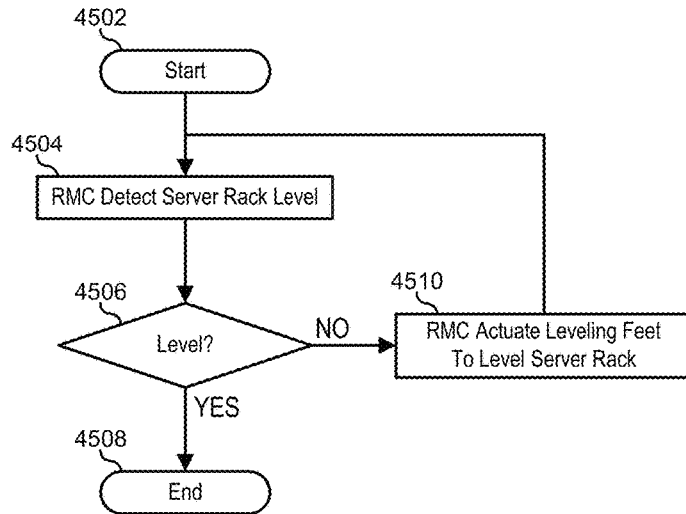 4502
Start
4504
RMC Detect Server Rack Level
4506
Level?
NO
4510
RMC Actuate Leveling Feet
To Level Server Rack
YES
4508
End